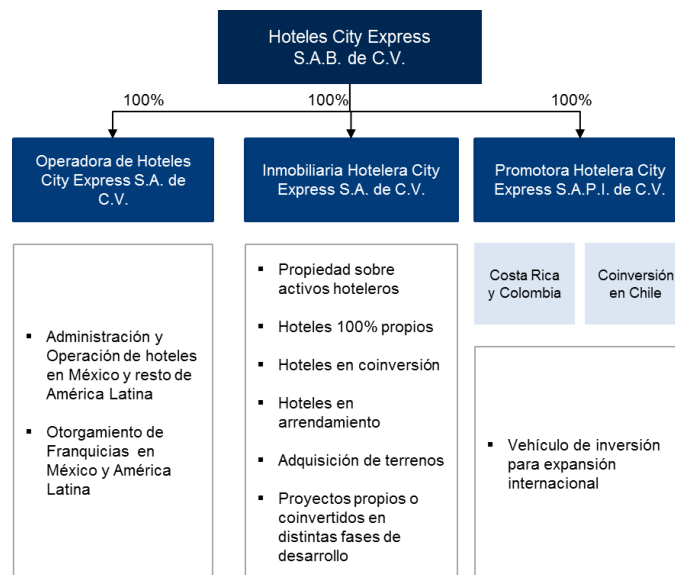 Hoteles City Express
S.A.B. de C.V.
100%
100%
100%
Operadora de Hoteles
City Express S.A. de
C.V.
Inmobiliaria Hotelera City
Express S.A. de C.V.
Promotora Hotelera City
Express S.A.P.I. de C.V.
▪ Administración y
Operación de hoteles
en México y resto de
América Latina
▪ Otorgamiento de
Franquicias en
México y América
Latina
▪ Propiedad sobre
activos hoteleros
▪ Hoteles 100% propios
▪ Hoteles en coinversión
▪ Hoteles en
arrendamiento
▪ Adquisición de terrenos
▪ Proyectos propios o
coinvertidos en
distintas fases de
desarrollo
Costa Rica
y Colombia
Coinversión
en Chile
▪ Vehículo de inversión
para expansión
internacional